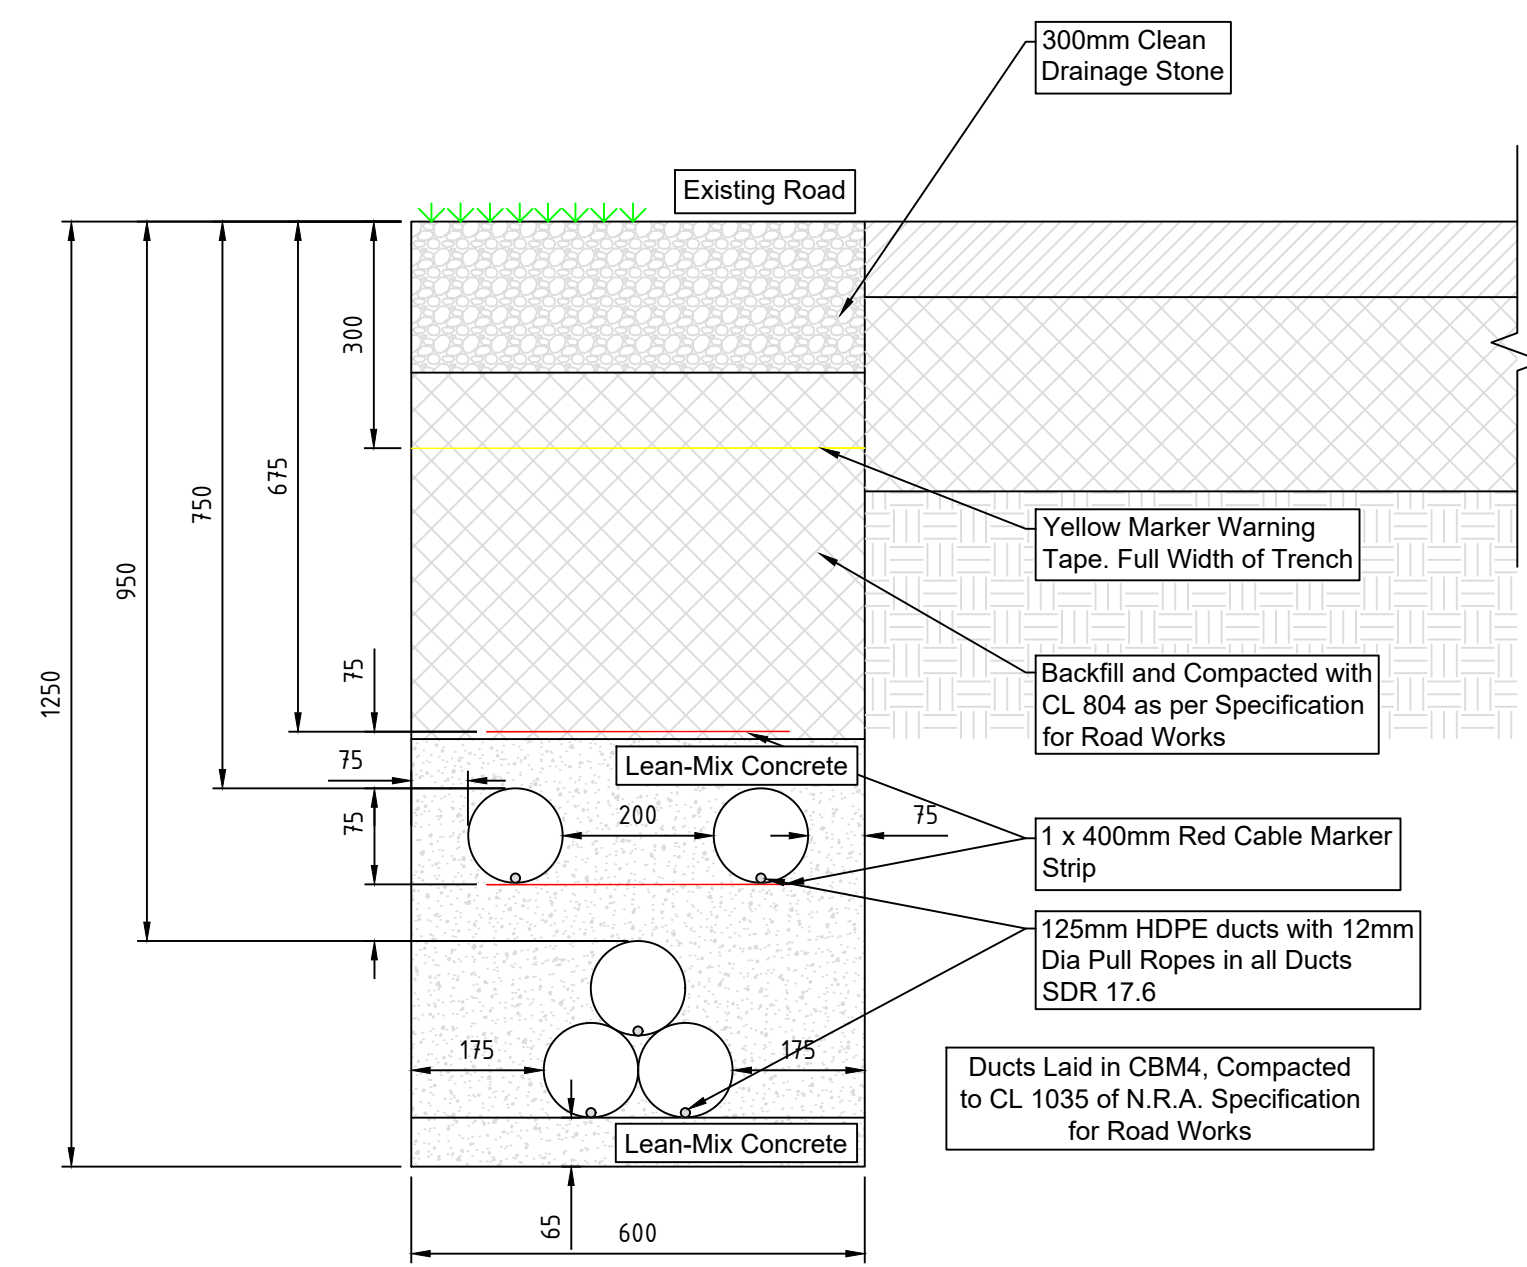 300mm Clean
Drainage Stone
Existing Road
300
675
750
950
1250
75
75
75
200
75
175
175
65
600
Yellow Marker Warning
Tape. Full Width of Trench
Backfill and Compacted with
CL 804 as per Specification
for Road Works
Lean-Mix Concrete
1 x 400mm Red Cable Marker
Strip
125mm HDPE ducts with 12mm
Dia Pull Ropes in all Ducts
SDR 17.6
Ducts Laid in CBM4, Compacted
to CL 1035 of N.R.A. Specification
for Road Works
Lean-Mix Concrete